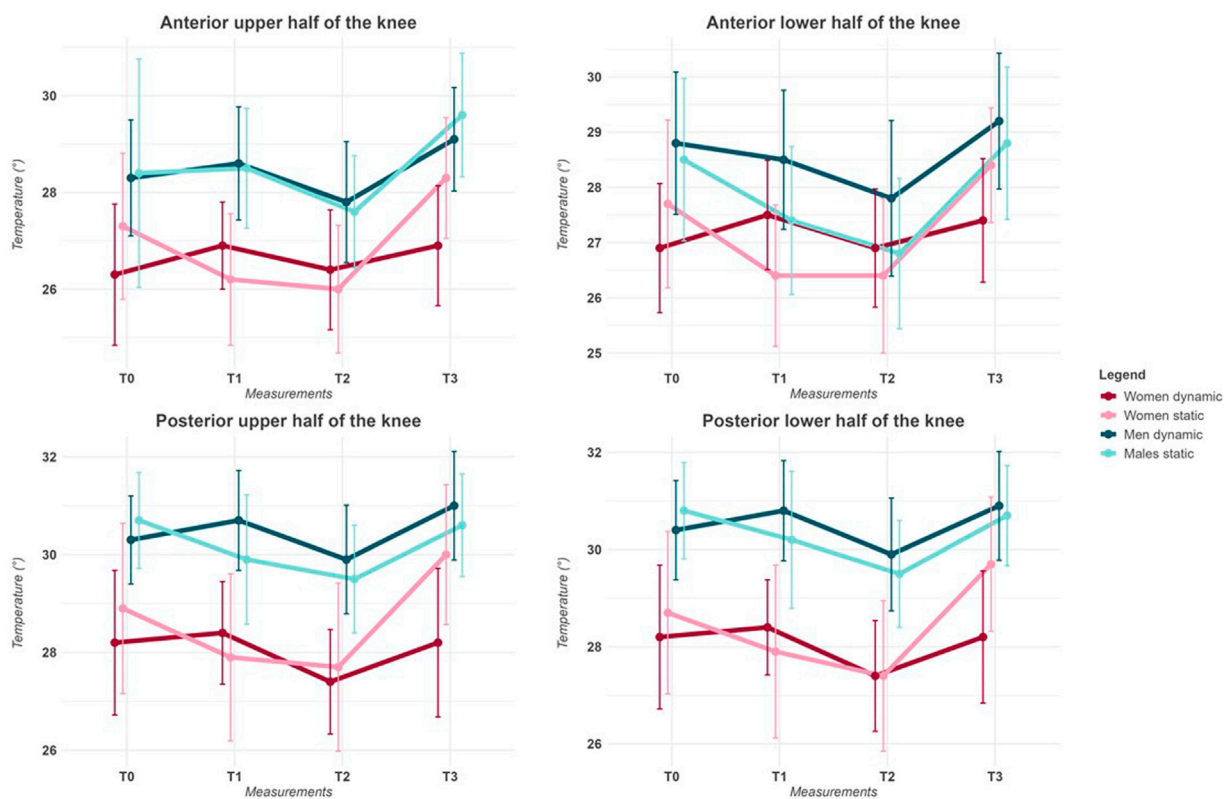 Anterior upper half of the knee
Temperature (°)
30
28
26
T0 T1 T2 T3
Measurements
Anterior lower half of the knee
Temperature (°)
30
29
28
27
26
25
T0 T1 T2 T3
Measurements
Posterior upper half of the knee
Temperature (°)
32
30
28
26
T0 T1 T2 T3
Measurements
Posterior lower half of the knee
Temperature (°)
32
30
28
26
T0 T1 T2 T3
Measurements
Legend
Women dynamic
Women static
Men dynamic
Males static